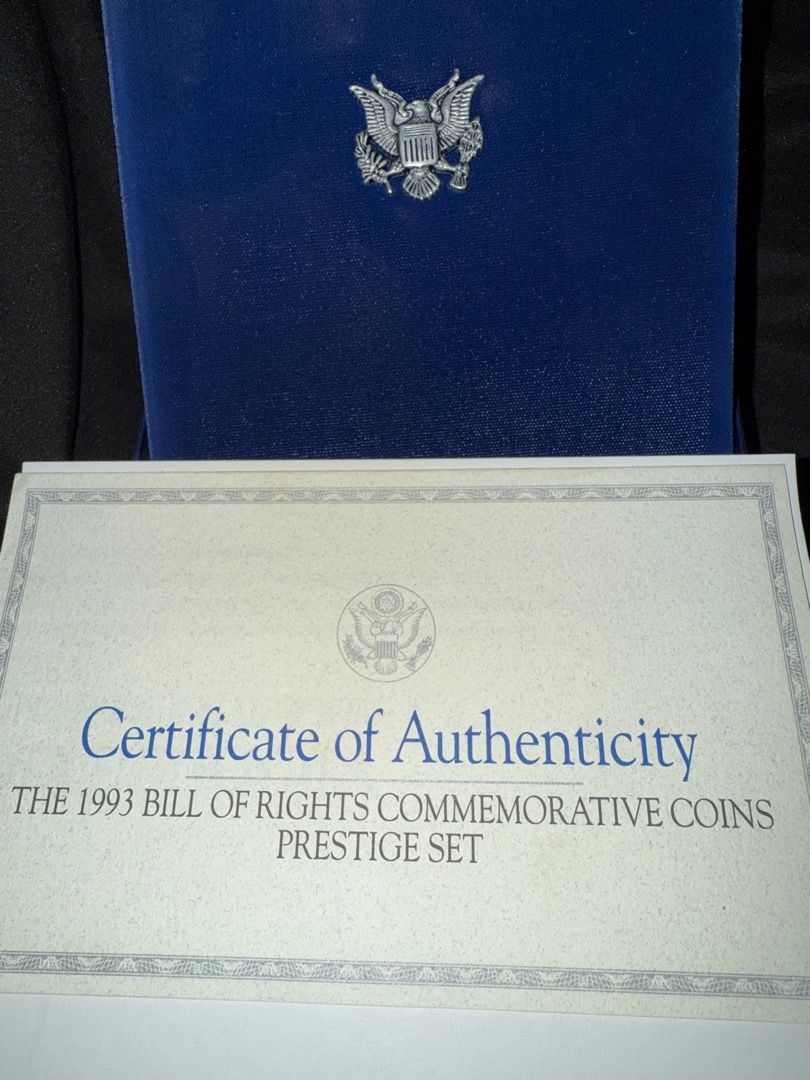 Certificate of Authenticity
THE 1993 BILL OF RIGHTS COMMEMORATIVE COINS
PRESTIGE SET